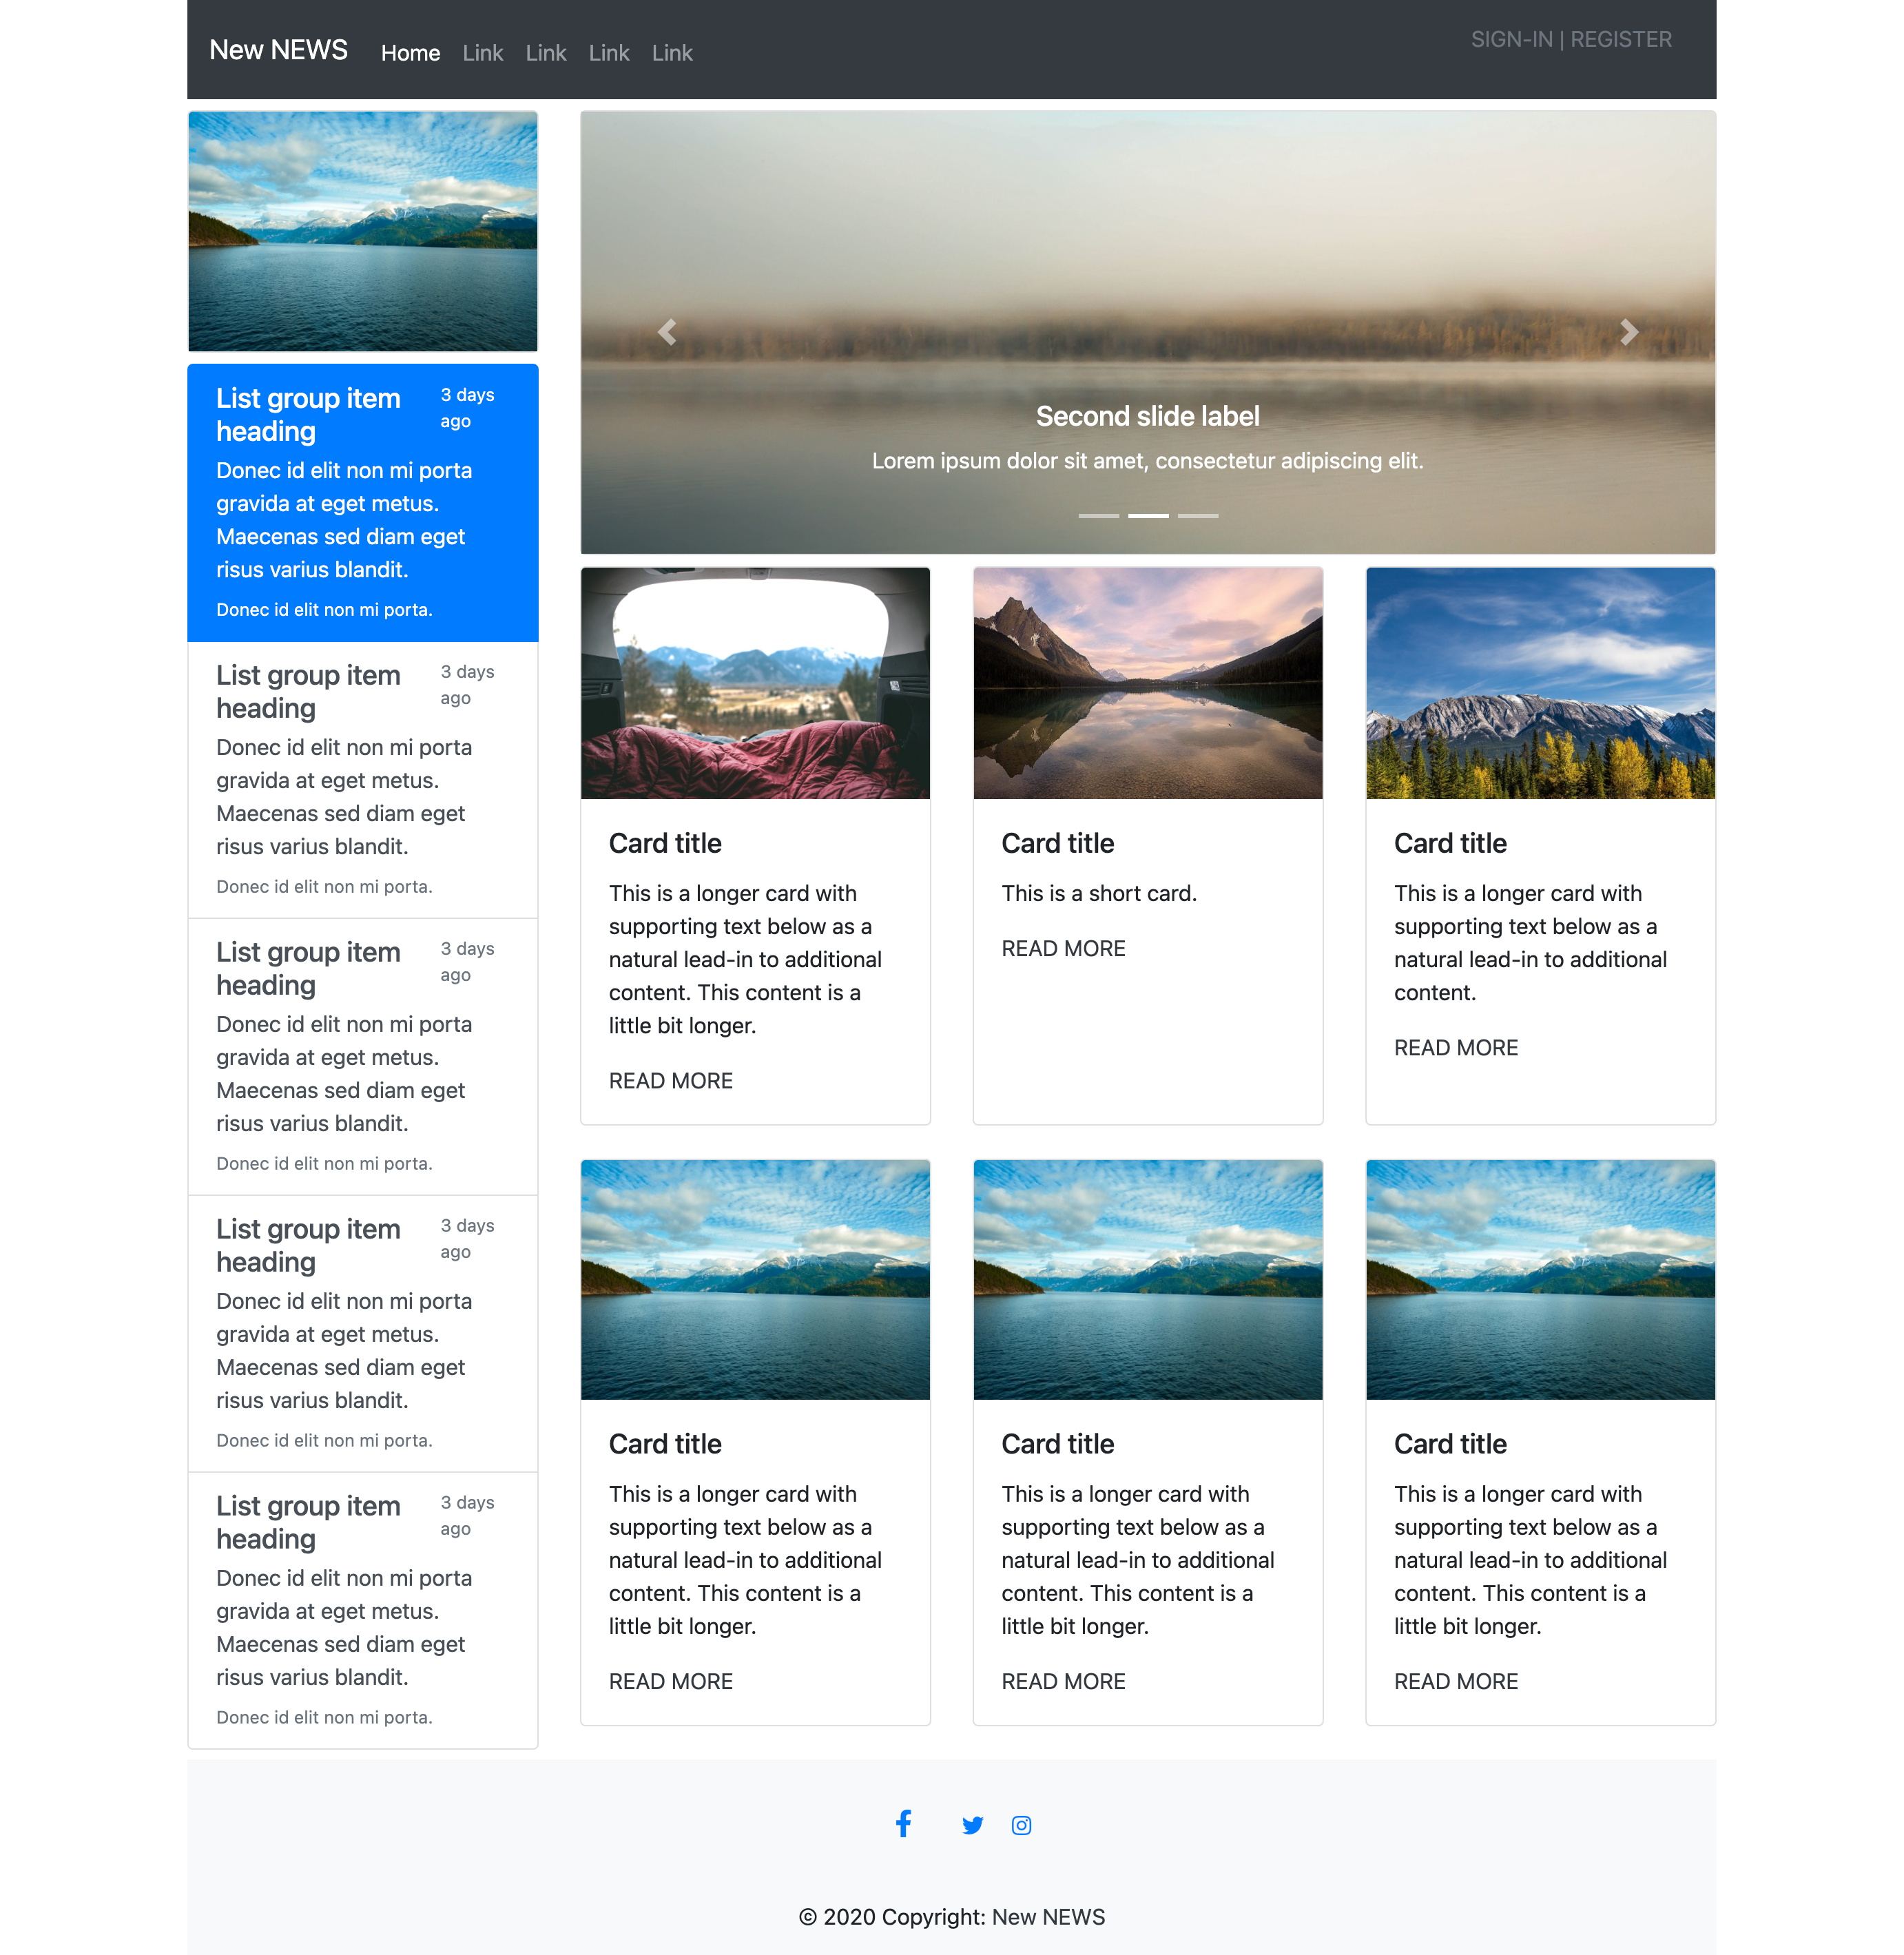 New NEWS Home Link Link Link Link SIGN-IN | REGISTER
List group item
heading
3 days
ago
Donec id elit non mi porta
gravida at eget metus.
Maecenas sed diam eget
risus varius blandit.
Donec id elit non mi porta.
List group item
heading
3 days
ago
Donec id elit non mi porta
gravida at eget metus.
Maecenas sed diam eget
risus varius blandit.
Donec id elit non mi porta.
List group item
heading
3 days
ago
Donec id elit non mi porta
gravida at eget metus.
Maecenas sed diam eget
risus varius blandit.
Donec id elit non mi porta.
List group item
heading
3 days
ago
Donec id elit non mi porta
gravida at eget metus.
Maecenas sed diam eget
risus varius blandit.
Donec id elit non mi porta.
List group item
heading
3 days
ago
Donec id elit non mi porta
gravida at eget metus.
Maecenas sed diam eget
risus varius blandit.
Donec id elit non mi porta.
Second slide label
Lorem ipsum dolor sit amet, consectetur adipiscing elit.
Card title
This is a longer card with
supporting text below as a
natural lead-in to additional
content. This content is a
little bit longer.
READ MORE
Card title
This is a short card.
READ MORE
Card title
This is a longer card with
supporting text below as a
natural lead-in to additional
content.
READ MORE
Card title
This is a longer card with
supporting text below as a
natural lead-in to additional
content. This content is a
little bit longer.
READ MORE
Card title
This is a longer card with
supporting text below as a
natural lead-in to additional
content. This content is a
little bit longer.
READ MORE
Card title
This is a longer card with
supporting text below as a
natural lead-in to additional
content. This content is a
little bit longer.
READ MORE
© 2020 Copyright: New NEWS